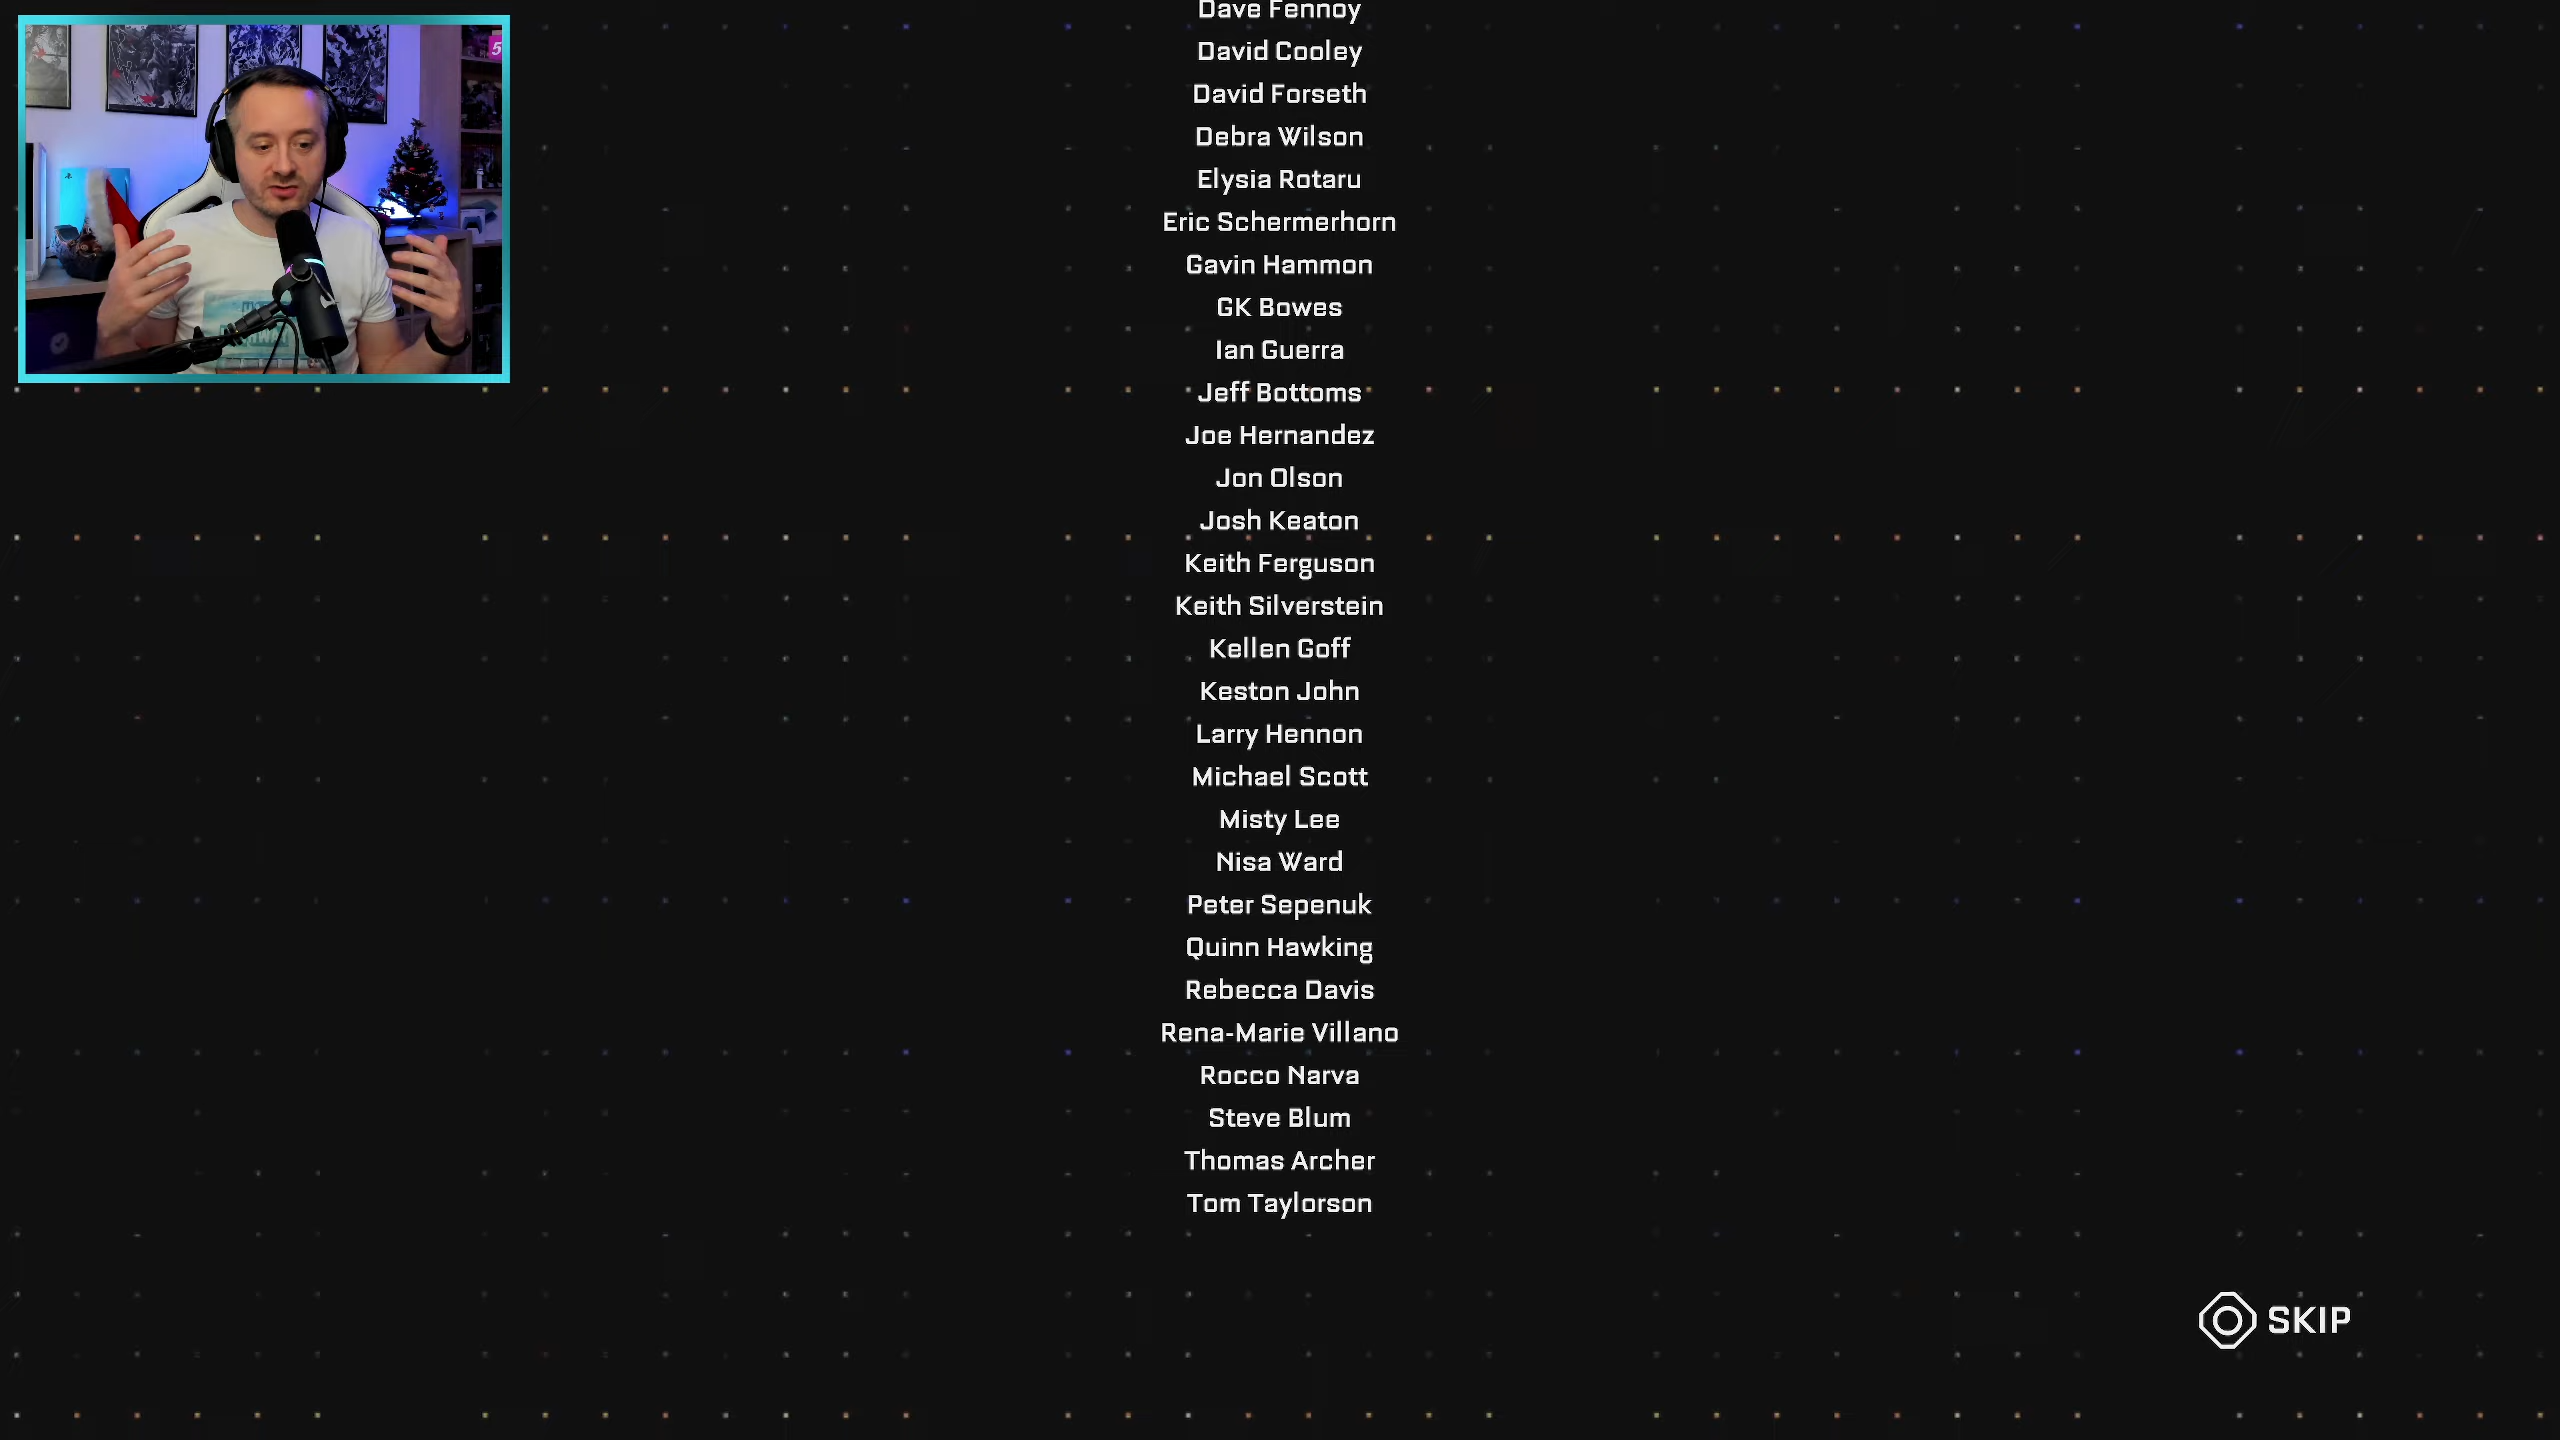 Dave Fennoy
David Cooley
David Forseth
Debra Wilson
Elysia Rotaru
Eric Schermerhorn
Gavin Hammon
GK Bowes
Ian Guerra
Jeff Bottoms
Joe Hernandez
Jon Olson
Josh Keaton
Keith Ferguson
Keith Silverstein
Kellen Goff
Keston John
Larry Hennon
Michael Scott
Misty Lee
Nisa Ward
Peter Sepenuk
Quinn Hawking
Rebecca Davis
Rena-Marie Villano
Rocco Narva
Steve Blum
Thomas Archer
Tom Taylorson
SKIP
5